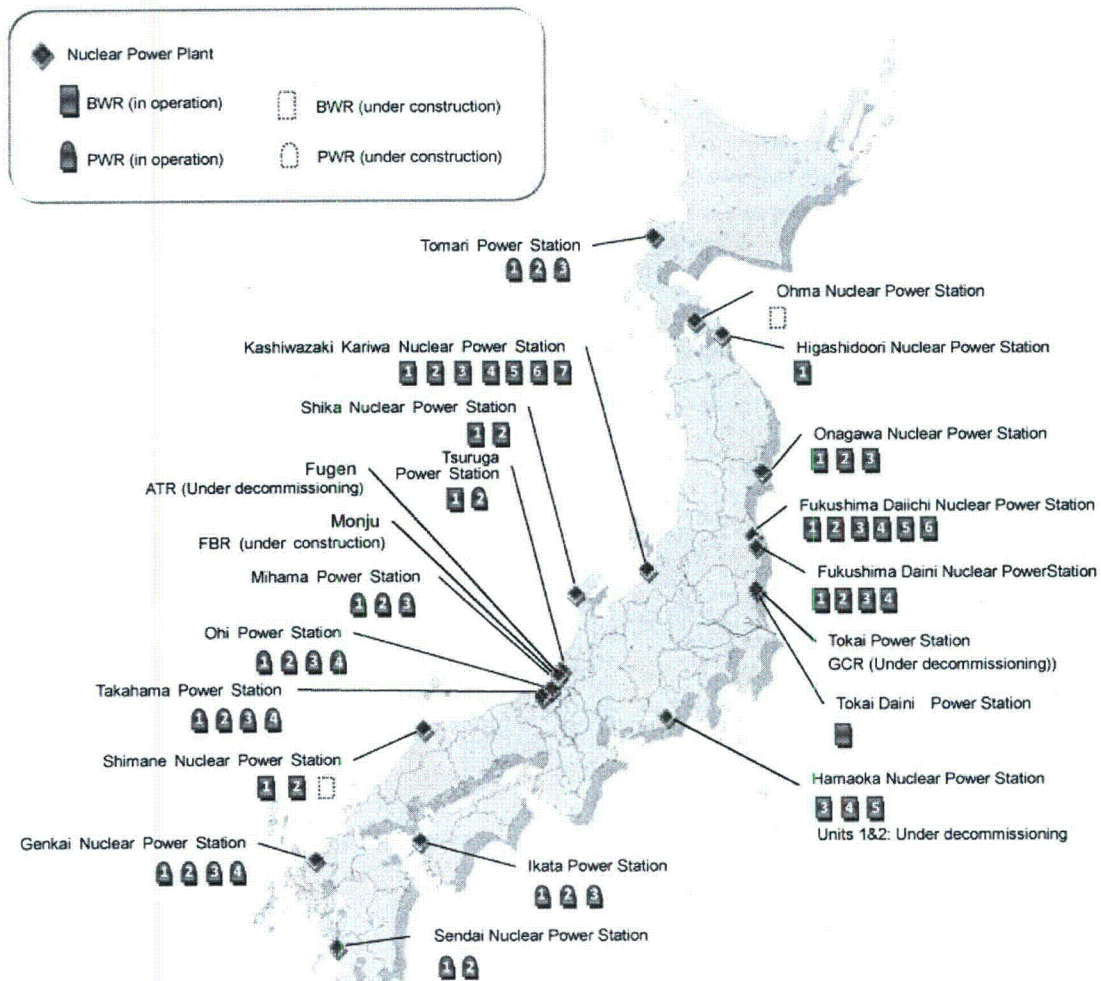 Nuclear Power Plant
BWR (in operation)
BWR (under construction)
PWR (in operation)
PWR (under construction)
Tomari Power Station
1 2 3
Ohma Nuclear Power Station
Kashiwazaki Kariwa Nuclear Power Station
1 2 3 4 5 6 7
Higashidoori Nuclear Power Station
1
Shika Nuclear Power Station
1 2
Onagawa Nuclear Power Station
1 2 3
Tsuruga
Power Station
1 2
Fugen
ATR (Under decommissioning)
Fukushima Daiichi Nuclear Power Station
1 2 3 4 5 6
Monju
FBR (under construction)
Fukushima Daini Nuclear PowerStation
1 2 3 4
Mihama Power Station
1 2 3
Ohi Power Station
1 2 3 4
Tokai Power Station
GCR (Under decommissioning))
Takahama Power Station
1 2 3 4
Tokai Daini Power Station
Shimane Nuclear Power Station
1 2
Hamaoka Nuclear Power Station
3 4 5
Units 1&2: Under decommissioning
Genkai Nuclear Power Station
1 2 3 4
Ikata Power Station
1 2 3
Sendai Nuclear Power Station
1 2